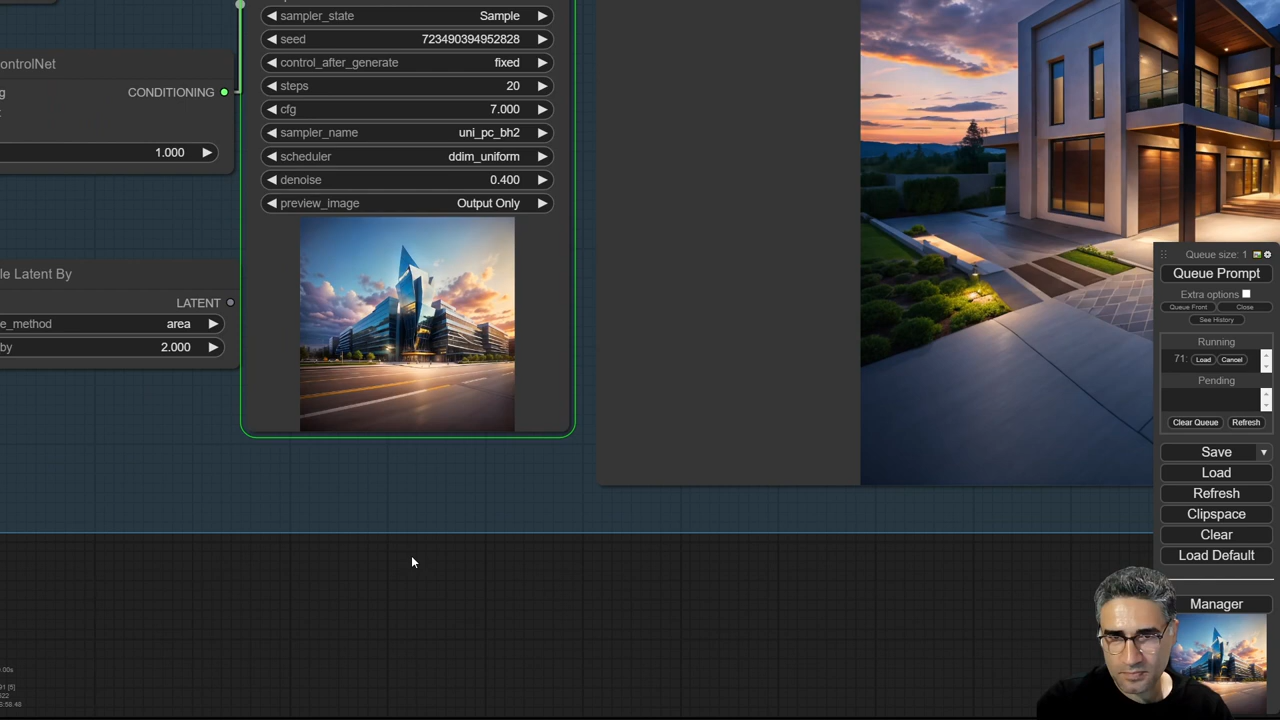 sampler_state Sample
seed 723490394952828
ontrolNet
control_after_generate fixed
steps 20
g CONDITIONING
cfg 7.000
sampler_name uni_pc_bh2
1.000
scheduler ddim_uniform
denoise 0.400
preview_image Output Only
le Latent By
LATENT
e_method area
by 2.000
Queue size: 1
Queue Prompt
Extra options
Queue Front Close
See History
Running
71: Load Cancel
Pending
Clear Queue Refresh
Save
Load
Refresh
Clipspace
Clear
Load Default
Manager